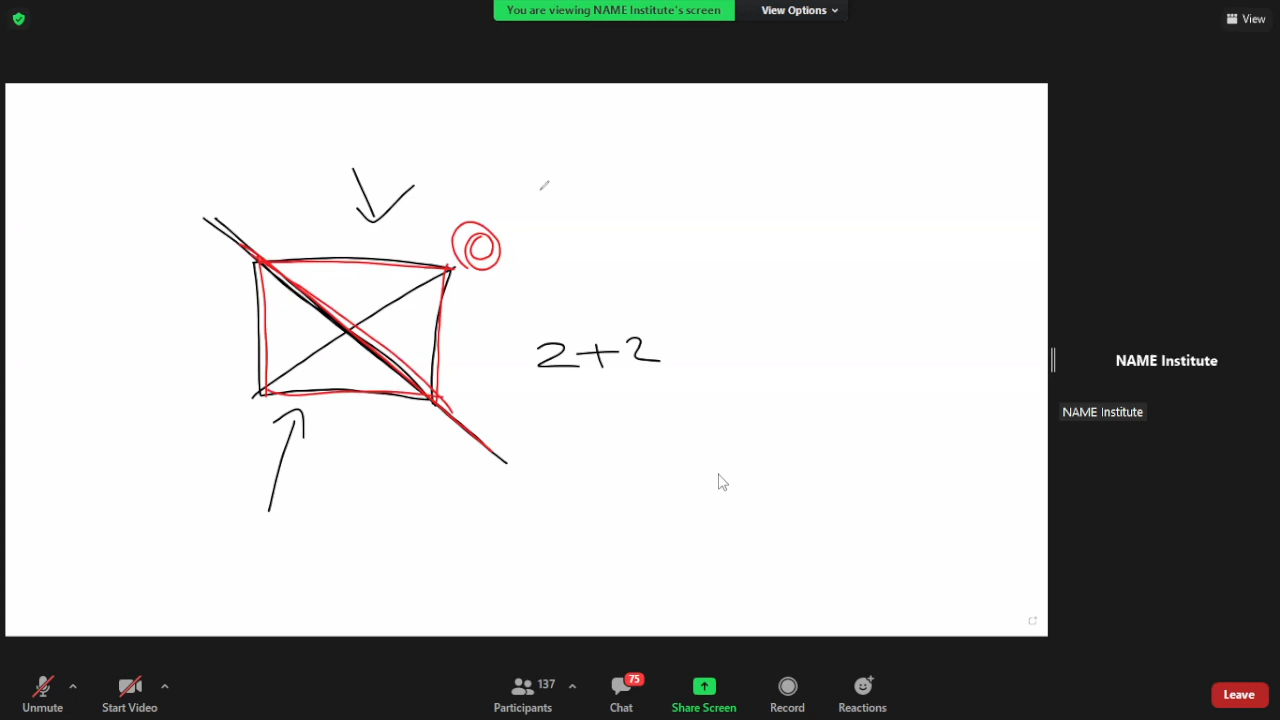 You are viewing NAME Institute's screen
View Options
View
2+2
NAME Institute
NAME Institute
Unmute
Start Video
137
Participants
75
Chat
Share Screen
Record
Reactions
Leave